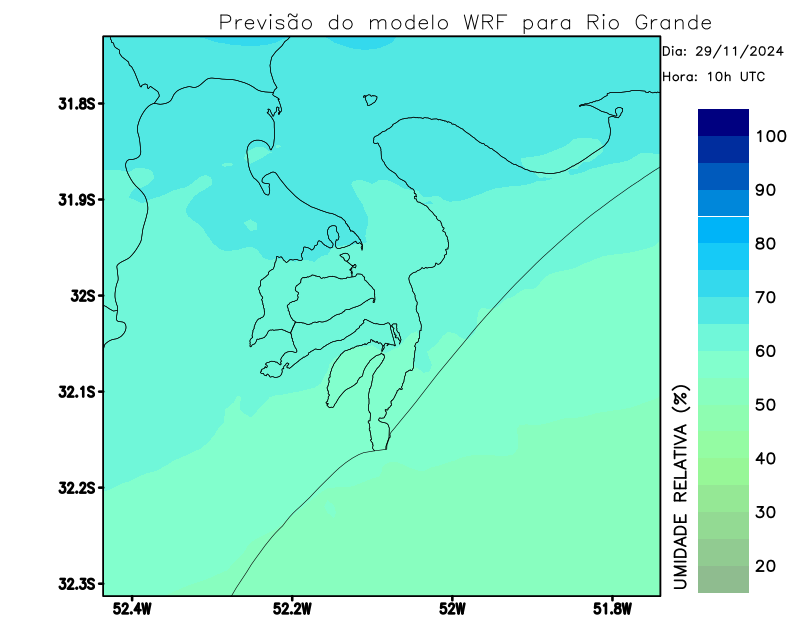 Previsão do modelo WRF para Rio Grande
Dia: 29/11/2024
Hora: 10h UTC
31.8S
31.9S
32S
32.1S
32.2S
32.3S
52.4W 52.2W 52W 51.8W
100
90
80
70
60
50
40
30
20
UMIDADE RELATIVA (%)